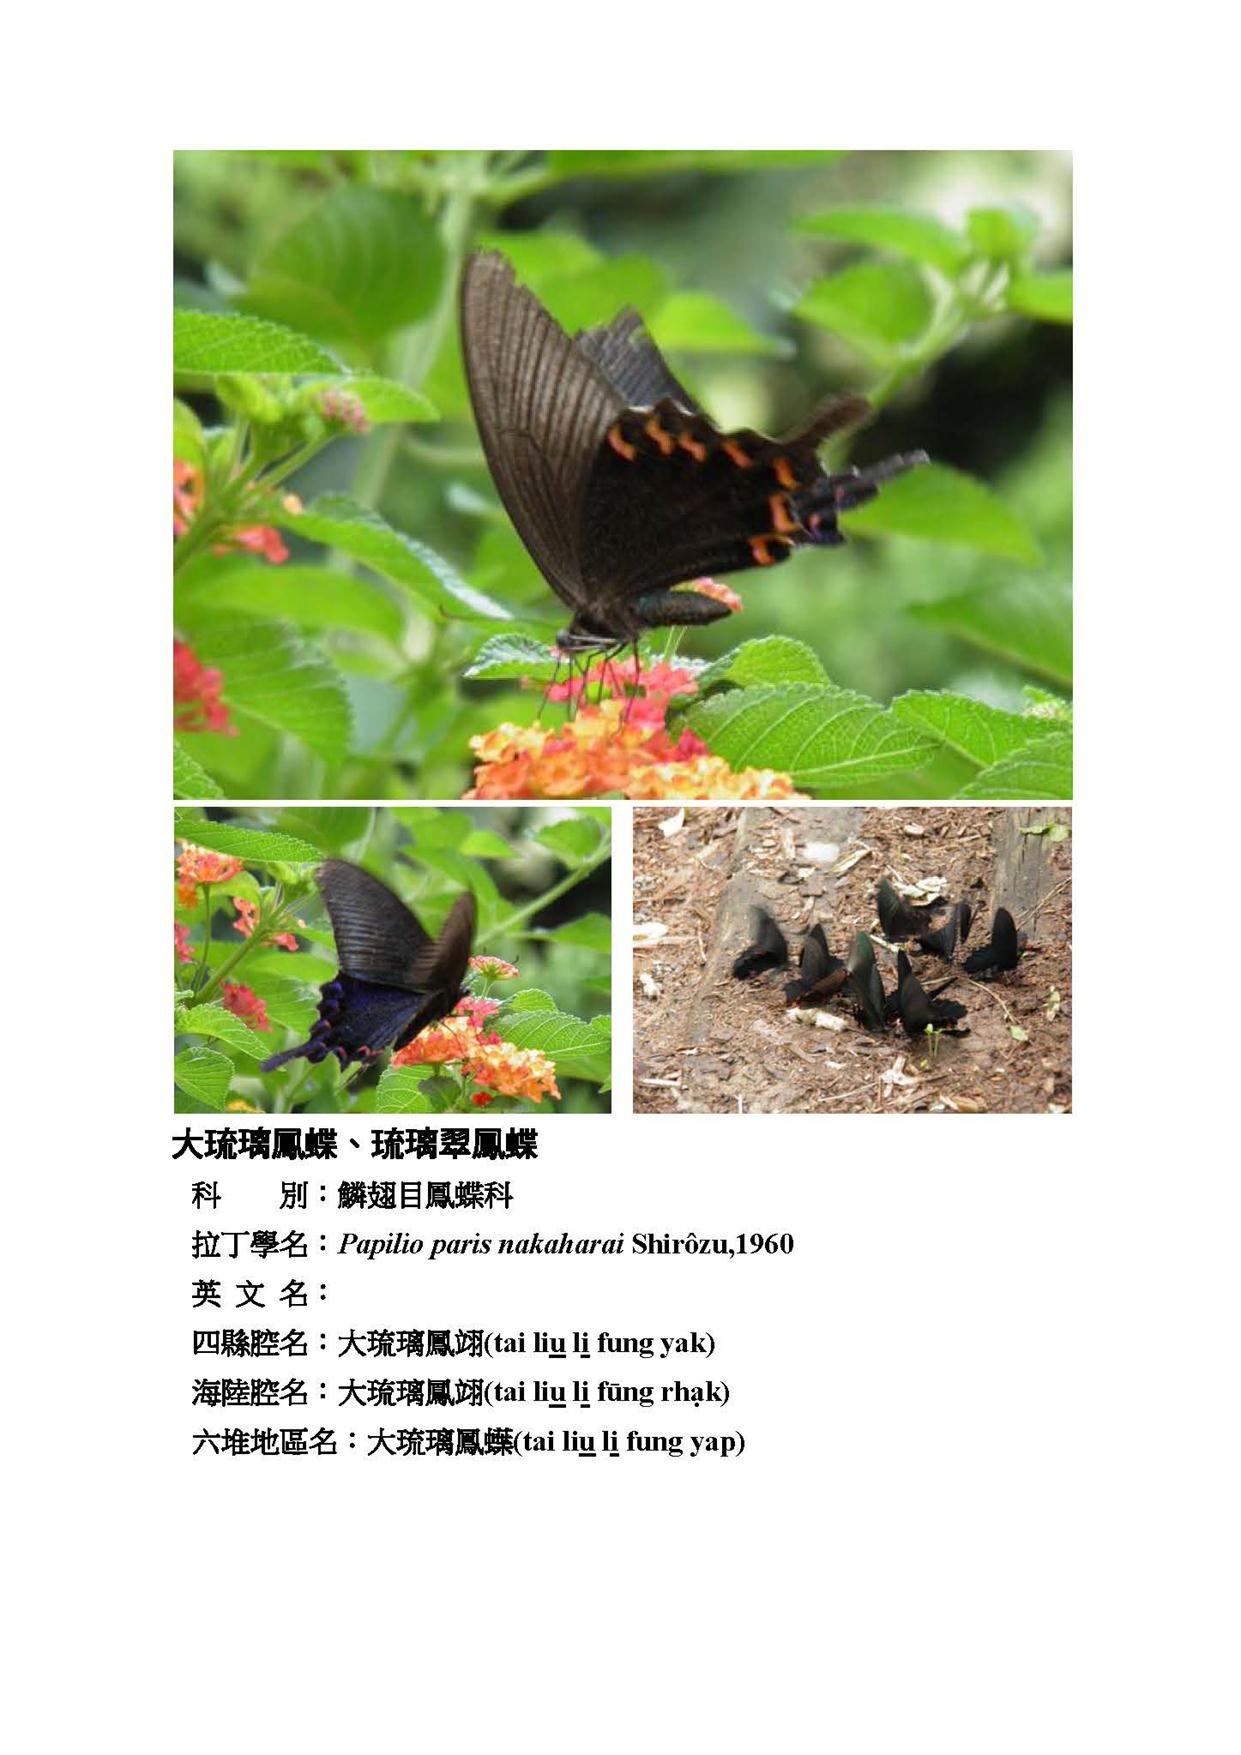 大琉璃鳳蝶、琉璃翠鳳蝶
科　　別：鱗翅目鳳蝶科
拉丁學名：Papilio paris nakaharai Shirôzu,1960
英 文 名：
四縣腔名：大琉璃鳳翊(tai liu̲ li̲ fung yak)
海陸腔名：大琉璃鳳翊(tai liu̲ li̲ fūng rhạk)
六堆地區名：大琉璃鳳蝶(tai liu̲ li̲ fung yap)